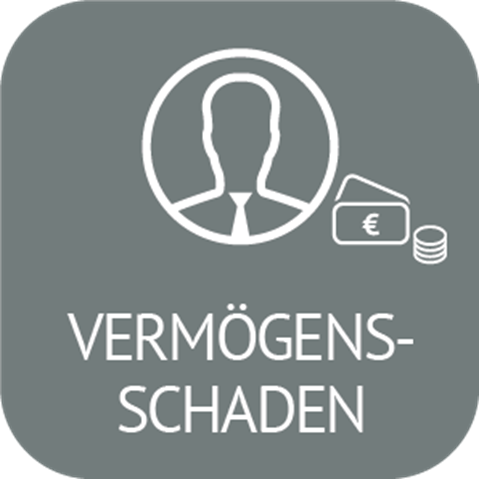 €
VERMÖGENS-
SCHADEN